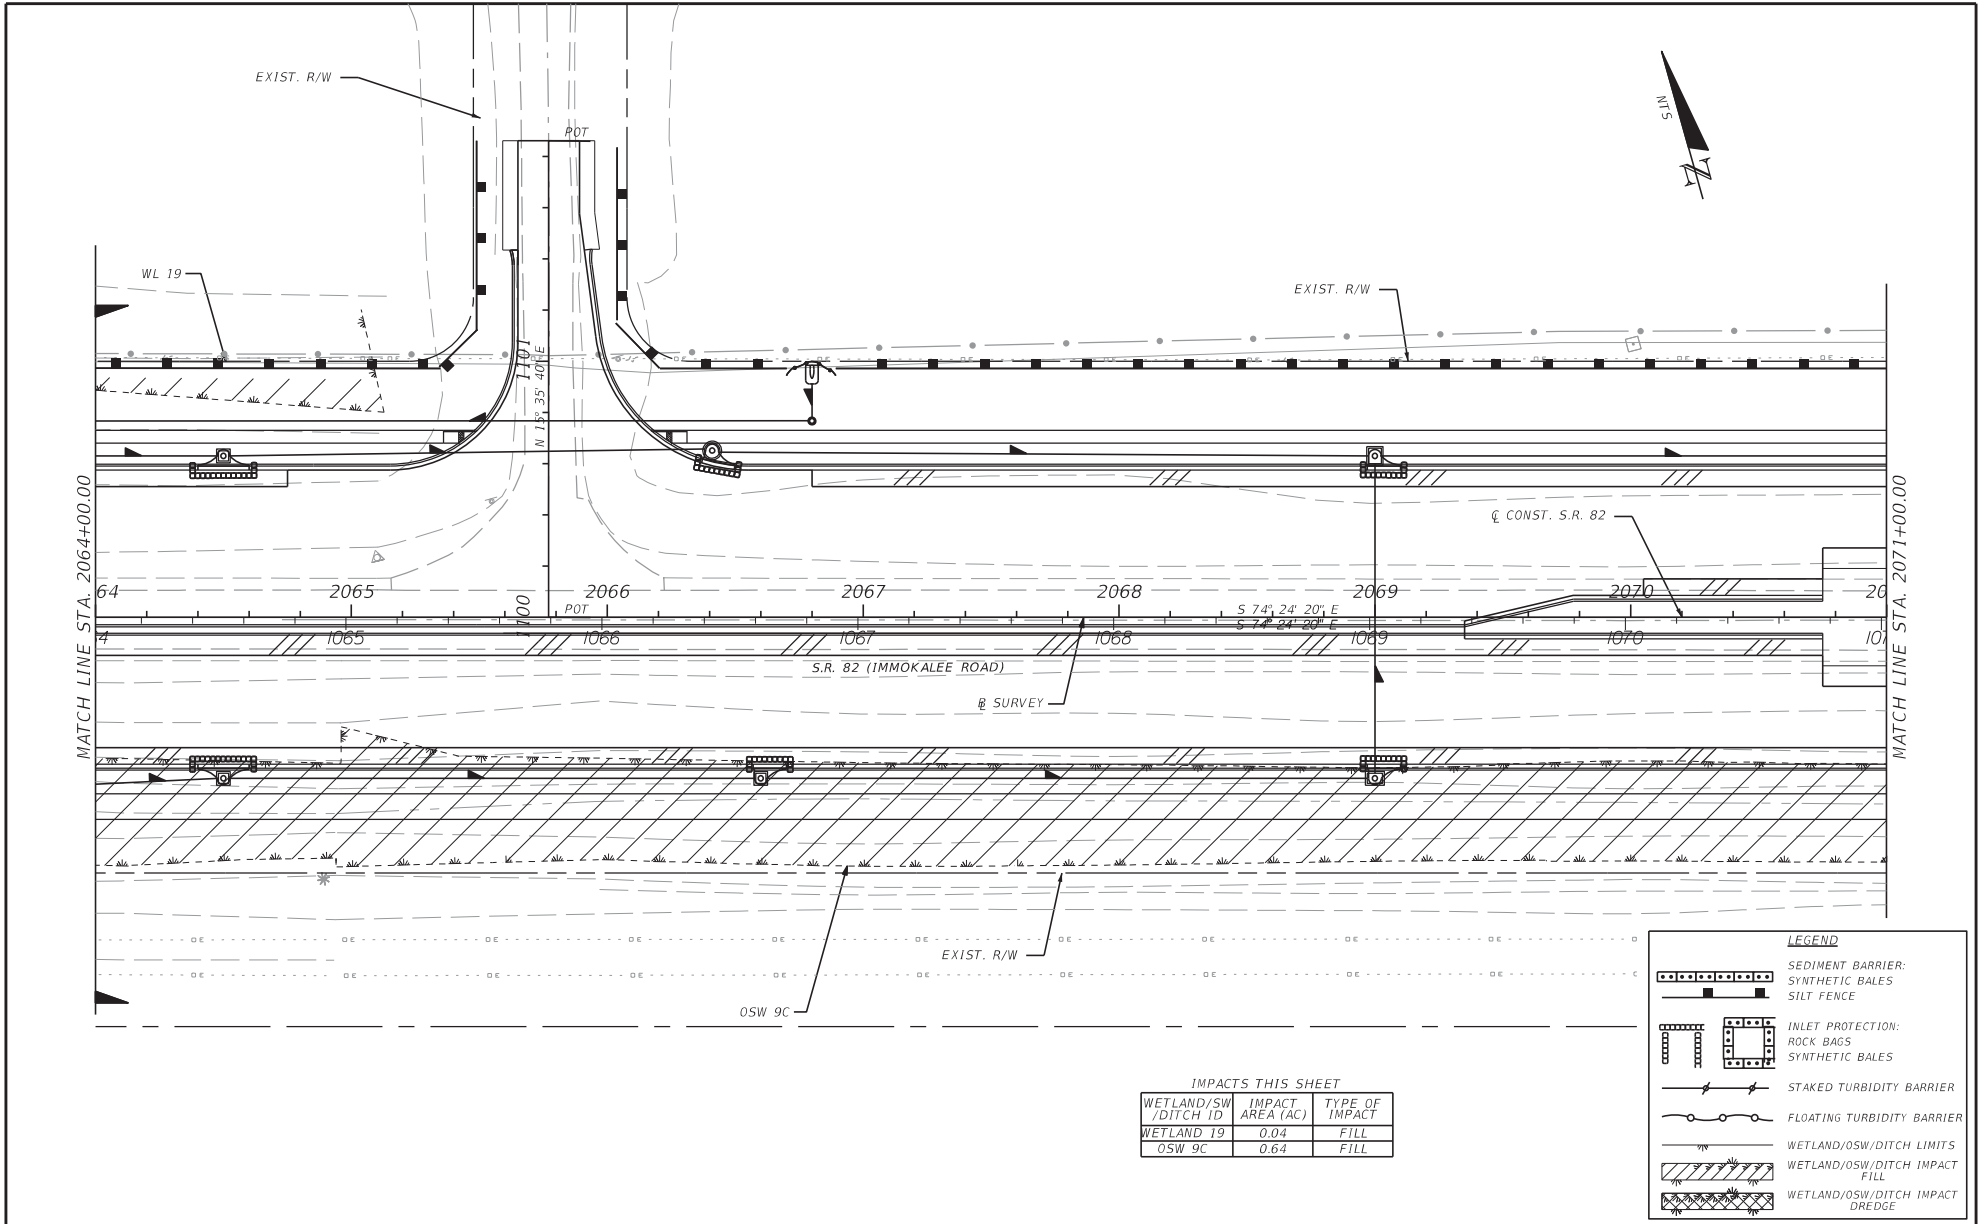 EXIST. R/W
POT
NTS
N
WL 19
EXIST. R/W
1101
N 15° 35' 40" E
MATCH LINE STA. 2064+00.00
MATCH LINE STA. 2071+00.00
℄ CONST. S.R. 82
64
2065
2066
2067
2068
2069
2070
20
1100
POT
S 74° 24' 20" E
S 74° 24' 20" E
4
1065
1066
1067
1068
1069
1070
107
S.R. 82 (IMMOKALEE ROAD)
BL SURVEY
EXIST. R/W
OSW 9C
IMPACTS THIS SHEET
WETLAND/SW /DITCH ID
IMPACT AREA (AC)
TYPE OF IMPACT
WETLAND 19 0.04 FILL
OSW 9C 0.64 FILL
LEGEND
SEDIMENT BARRIER:
SYNTHETIC BALES
SILT FENCE
INLET PROTECTION:
ROCK BAGS
SYNTHETIC BALES
STAKED TURBIDITY BARRIER
FLOATING TURBIDITY BARRIER
WETLAND/OSW/DITCH LIMITS
WETLAND/OSW/DITCH IMPACT
FILL
WETLAND/OSW/DITCH IMPACT
DREDGE